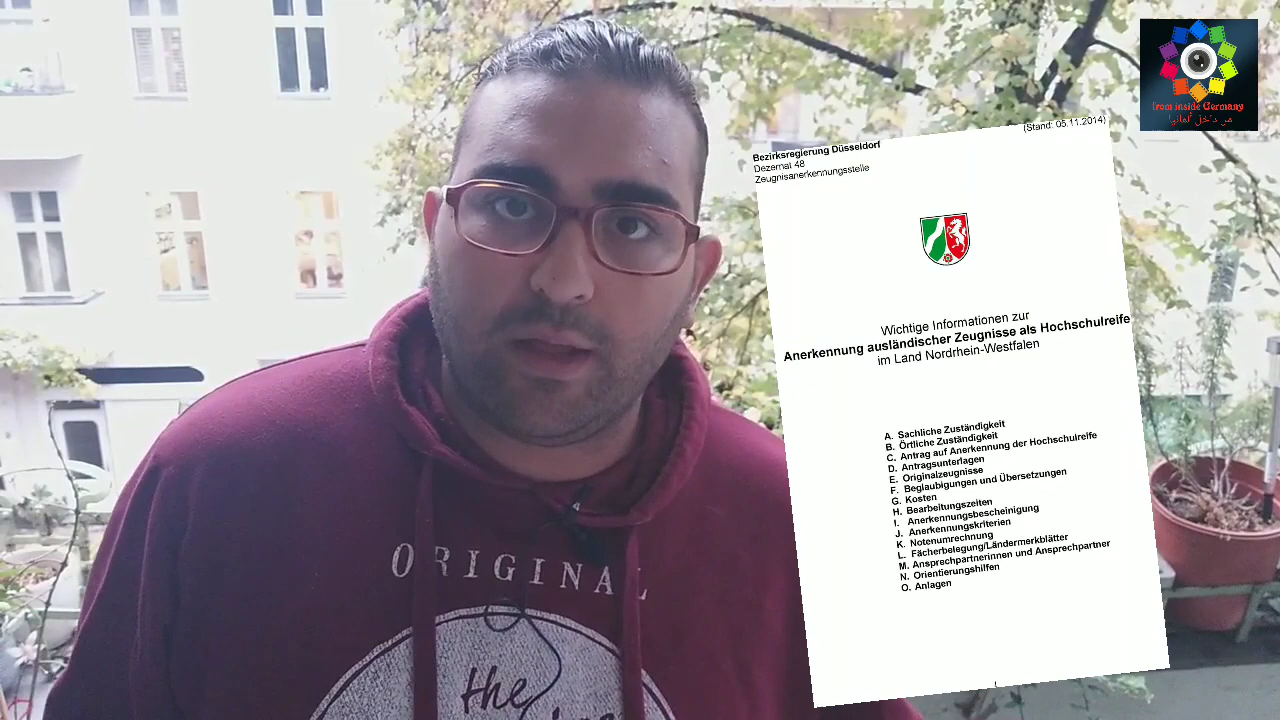 from inside Germany
من داخل ألمانيا
(Stand: 05.11.2014)
Bezirksregierung Düsseldorf
Dezernat 48
Zeugnisanerkennungsstelle
Wichtige Informationen zur
Anerkennung ausländischer Zeugnisse als Hochschulreife
im Land Nordrhein-Westfalen
A. Sachliche Zuständigkeit
B. Örtliche Zuständigkeit
C. Antrag auf Anerkennung der Hochschulreife
D. Antragsunterlagen
E. Originalzeugnisse
F. Beglaubigungen und Übersetzungen
G. Kosten
H. Bearbeitungszeiten
I. Anerkennungsbescheinigung
J. Anerkennungskriterien
K. Notenumrechnung
L. Fächerbelegung/Ländermerkblätter
M. Ansprechpartnerinnen und Ansprechpartner
N. Orientierungshilfen
O. Anlagen
ORIGINAL
the